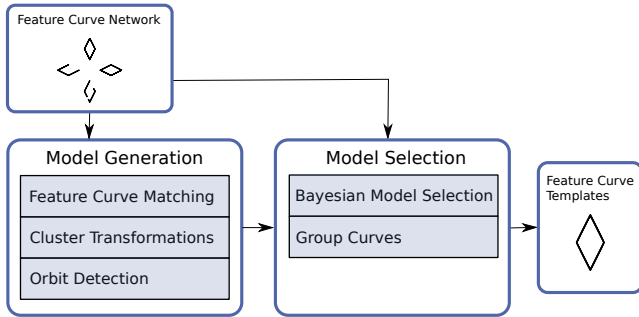 Feature Curve Network
Model Generation
Feature Curve Matching
Cluster Transformations
Orbit Detection
Model Selection
Bayesian Model Selection
Group Curves
Feature Curve
Templates